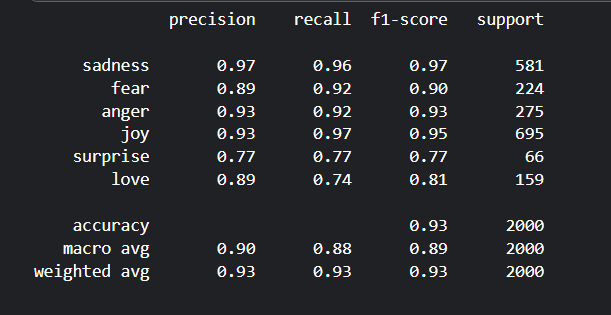 precision recall f1-score support
sadness 0.97 0.96 0.97 581
fear 0.89 0.92 0.90 224
anger 0.93 0.92 0.93 275
joy 0.93 0.97 0.95 695
surprise 0.77 0.77 0.77 66
love 0.89 0.74 0.81 159
accuracy 0.93 2000
macro avg 0.90 0.88 0.89 2000
weighted avg 0.93 0.93 0.93 2000